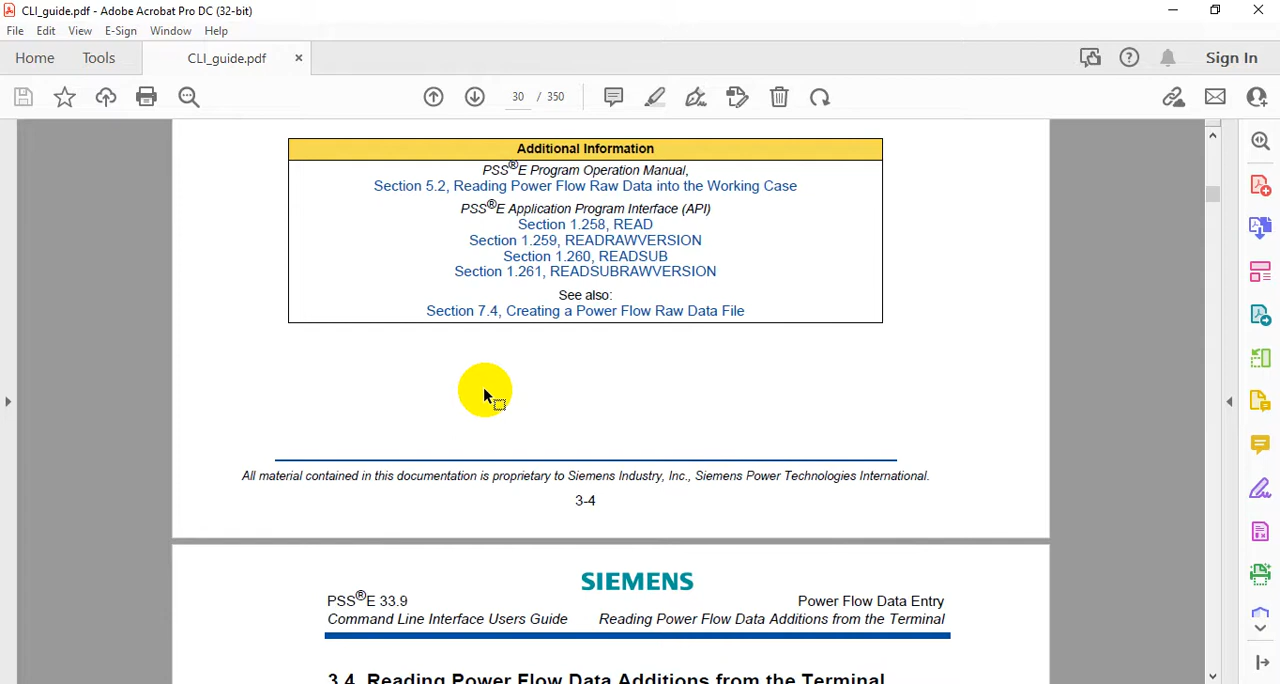 CLI_guide.pdf - Adobe Acrobat Pro DC (32-bit)
File Edit View E-Sign Window Help
Home Tools CLI_guide.pdf × Sign In
30 / 350
Additional Information
PSS®E Program Operation Manual,
Section 5.2, Reading Power Flow Raw Data into the Working Case
PSS®E Application Program Interface (API)
Section 1.258, READ
Section 1.259, READRAWVERSION
Section 1.260, READSUB
Section 1.261, READSUBRAWVERSION
See also:
Section 7.4, Creating a Power Flow Raw Data File
All material contained in this documentation is proprietary to Siemens Industry, Inc., Siemens Power Technologies International.
3-4
SIEMENS
PSS®E 33.9 Power Flow Data Entry
Command Line Interface Users Guide Reading Power Flow Data Additions from the Terminal
3.4 Reading Power Flow Data Additions from the Terminal